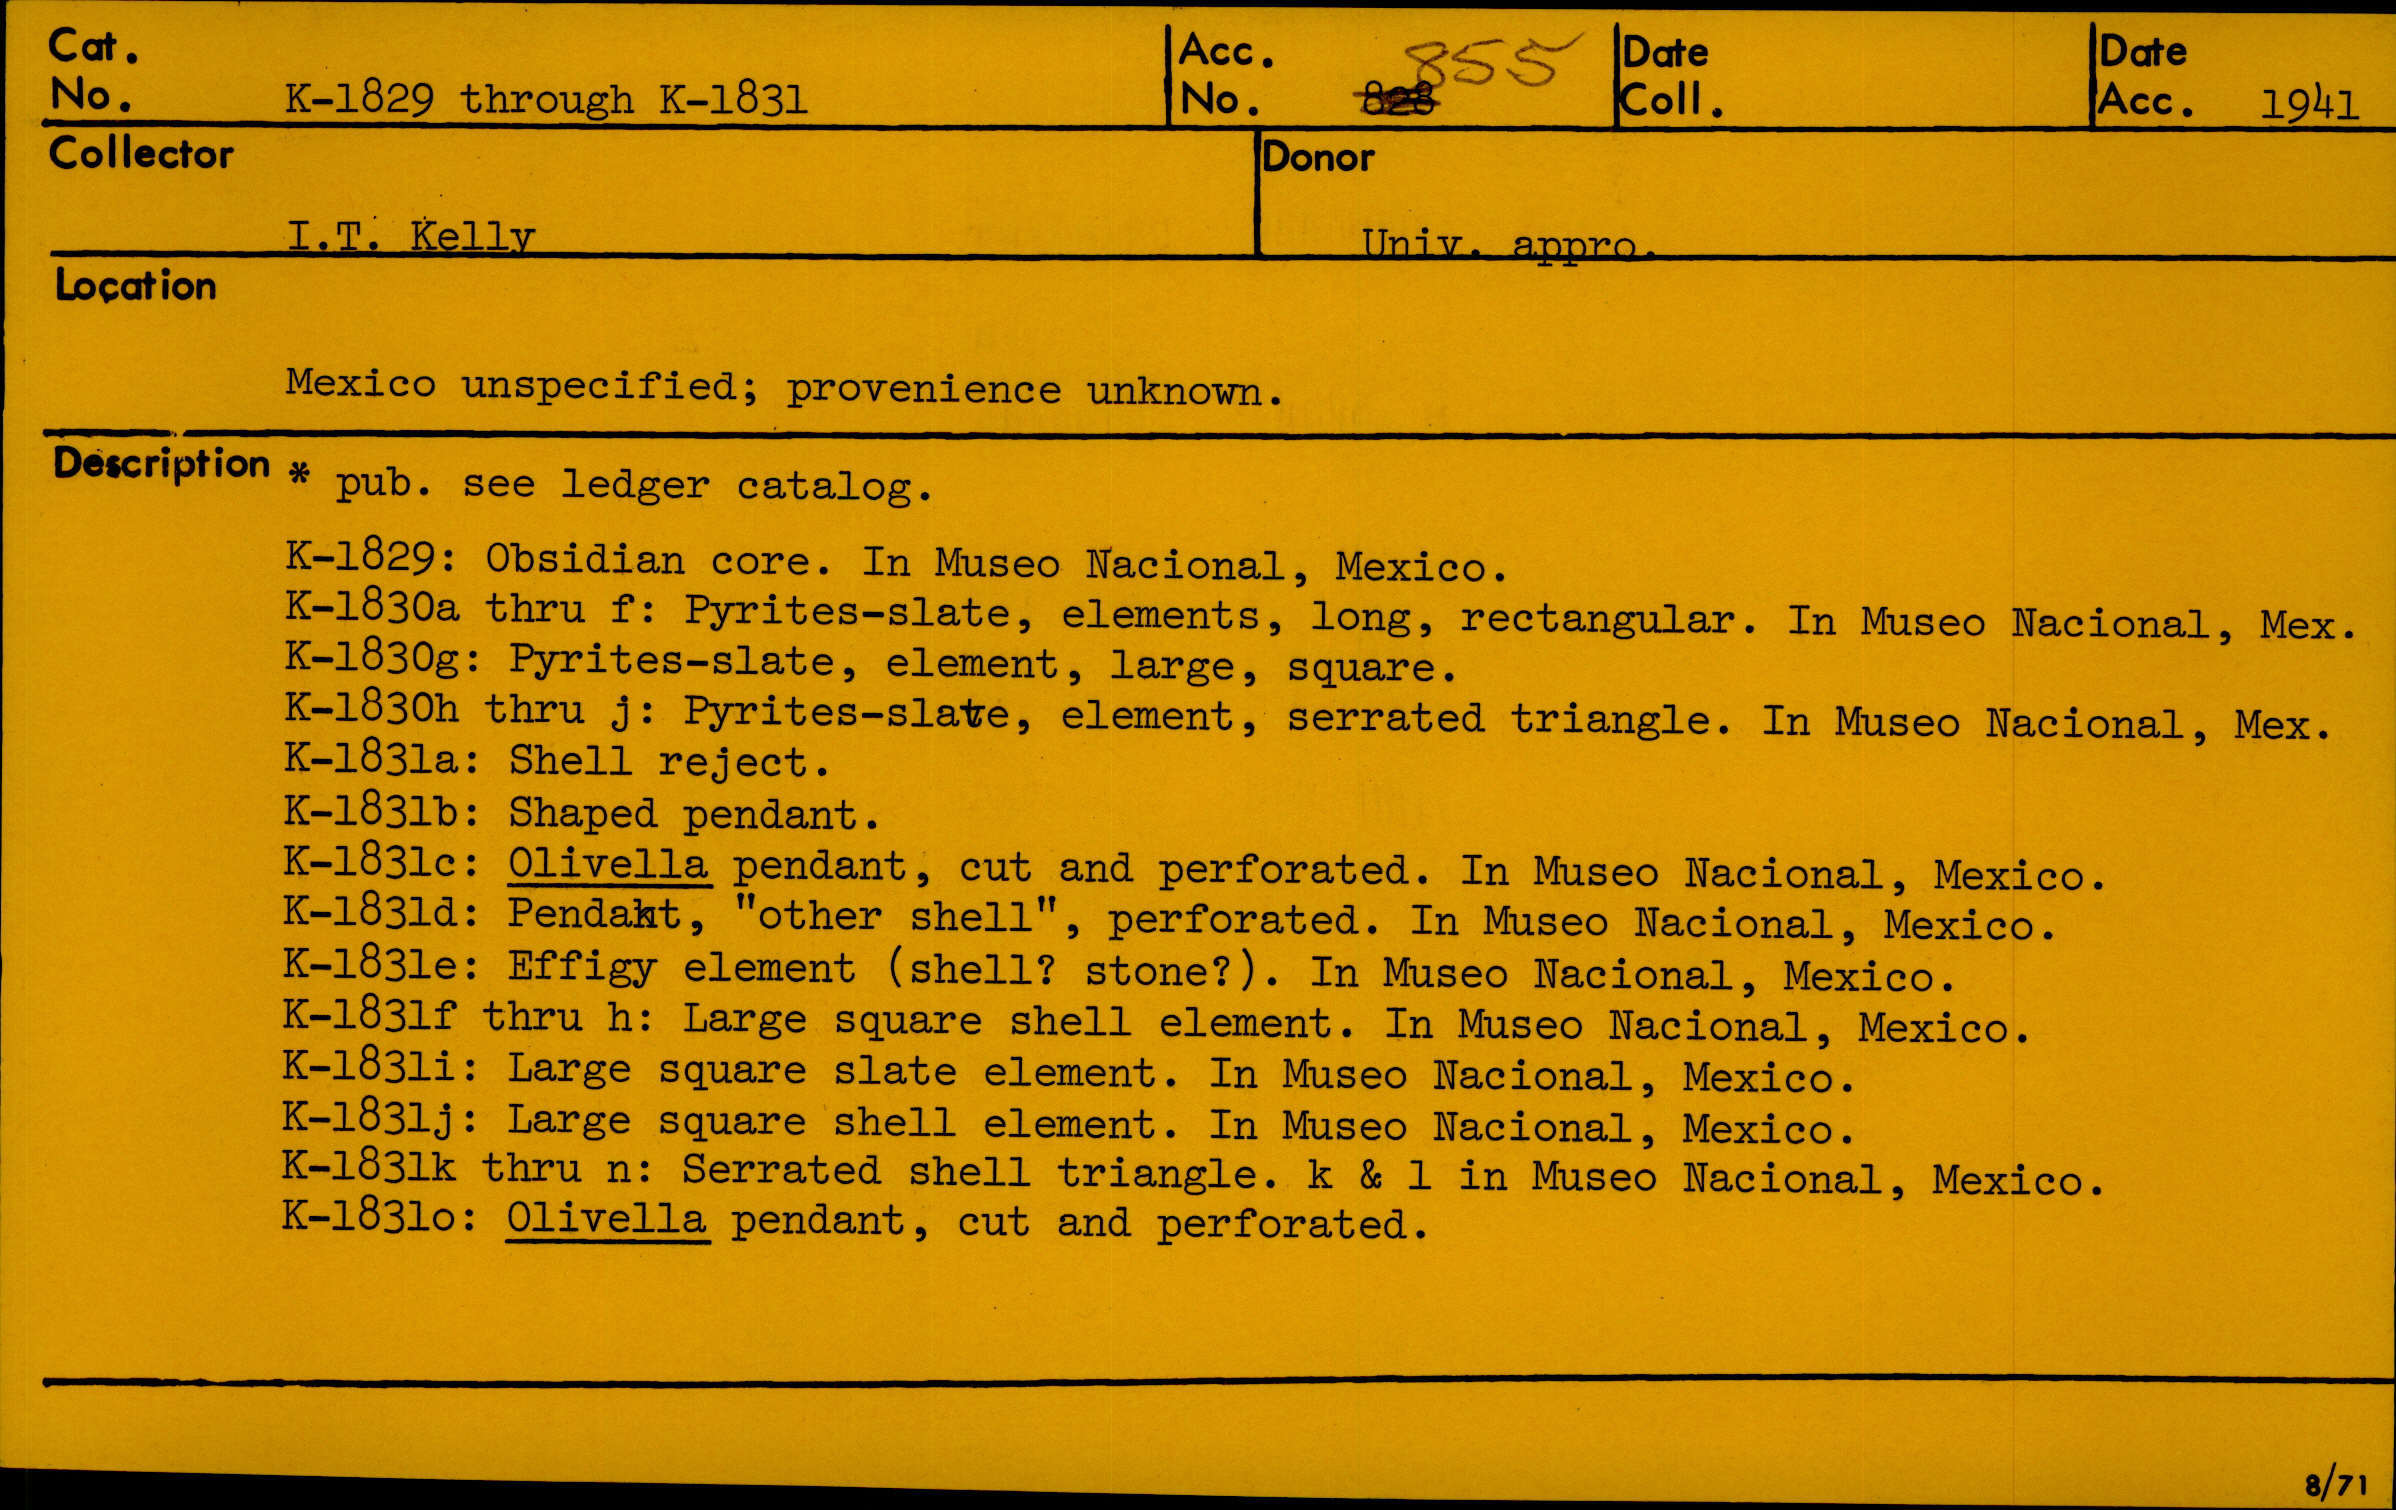 Cat.
No. K-1829 through K-1831
Acc.
No. 828 855
Date
Coll.
Date
Acc. 1941
Collector
I.T. Kelly
Donor
Univ. appro.
Location
Mexico unspecified; provenience unknown.
Description * pub. see ledger catalog.
K-1829: Obsidian core. In Museo Nacional, Mexico.
K-1830a thru f: Pyrites-slate, elements, long, rectangular. In Museo Nacional, Mex.
K-1830g: Pyrites-slate, element, large, square.
K-1830h thru j: Pyrites-slate, element, serrated triangle. In Museo Nacional, Mex.
K-1831a: Shell reject.
K-1831b: Shaped pendant.
K-1831c: Olivella pendant, cut and perforated. In Museo Nacional, Mexico.
K-1831d: Pendant, "other shell", perforated. In Museo Nacional, Mexico.
K-1831e: Effigy element (shell? stone?). In Museo Nacional, Mexico.
K-1831f thru h: Large square shell element. In Museo Nacional, Mexico.
K-1831i: Large square slate element. In Museo Nacional, Mexico.
K-1831j: Large square shell element. In Museo Nacional, Mexico.
K-1831k thru n: Serrated shell triangle. k & l in Museo Nacional, Mexico.
K-1831o: Olivella pendant, cut and perforated.
8/71